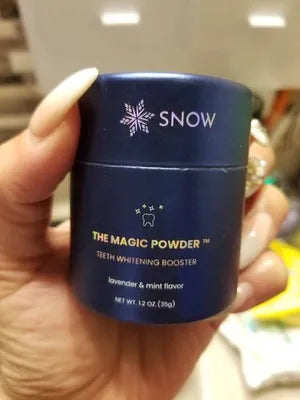 SNOW
THE MAGIC POWDER™
TEETH WHITENING BOOSTER
lavender & mint flavor
NET WT. 1.2 OZ. (35g)